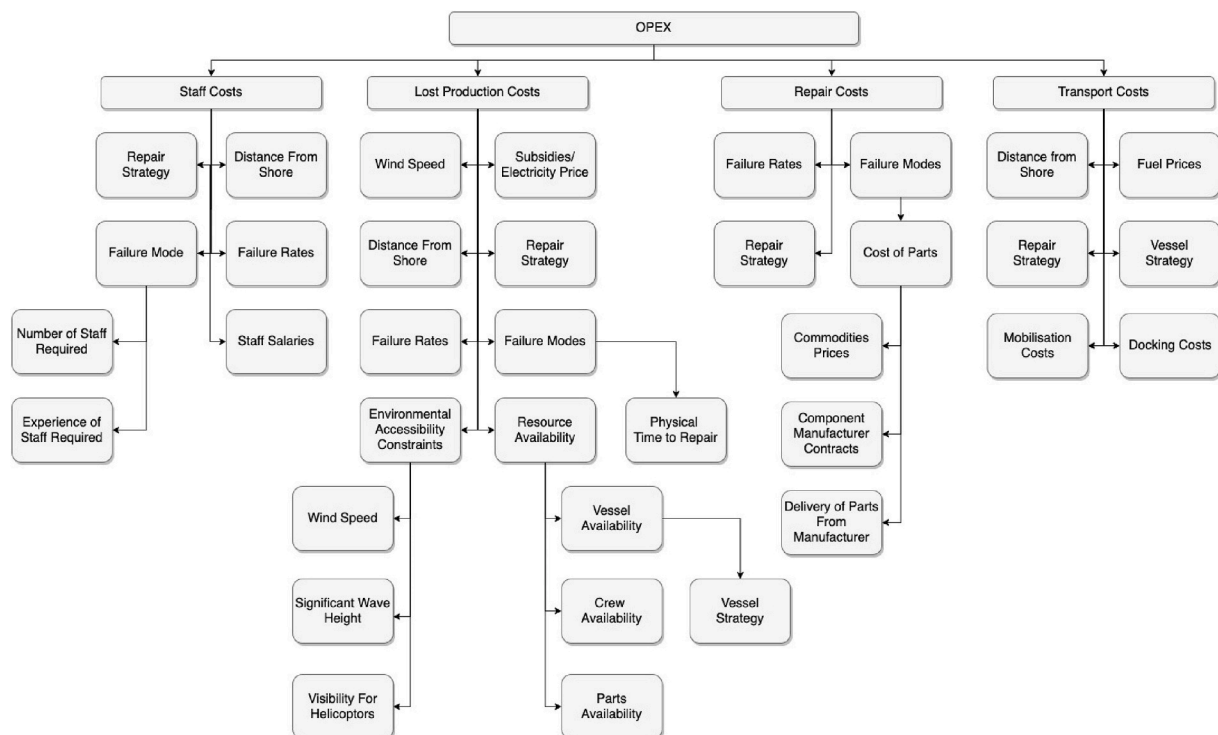 OPEX
Staff Costs
Lost Production Costs
Repair Costs
Transport Costs
Repair
Strategy
Distance From
Shore
Wind Speed
Subsidies/
Electricity Price
Failure Rates
Failure Modes
Distance from
Shore
Fuel Prices
Failure Mode
Failure Rates
Distance From
Shore
Repair
Strategy
Repair
Strategy
Cost of Parts
Repair
Strategy
Vessel
Strategy
Number of Staff
Required
Staff Salaries
Failure Rates
Failure Modes
Commodities
Prices
Mobilisation
Costs
Docking Costs
Experience of
Staff Required
Environmental
Accessibility
Constraints
Resource
Availability
Physical
Time to Repair
Component
Manufacturer
Contracts
Wind Speed
Vessel
Availability
Delivery of Parts
From
Manufacturer
Significant Wave
Height
Crew
Availability
Vessel
Strategy
Visibility For
Helicoptors
Parts
Availability